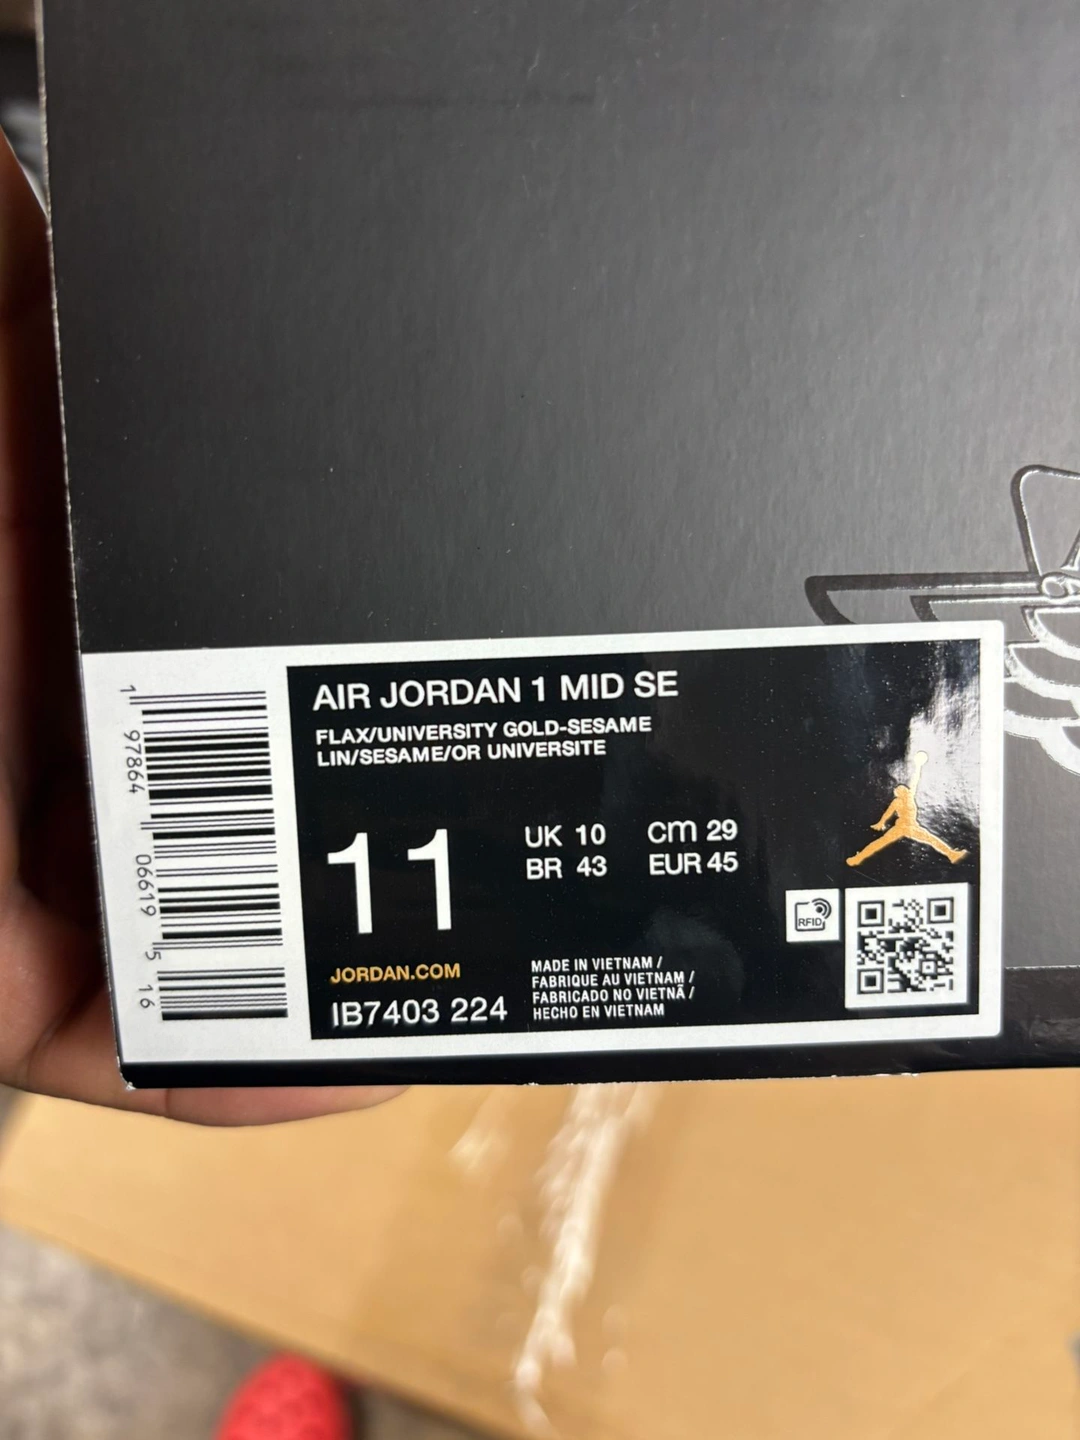 AIR JORDAN 1 MID SE
FLAX/UNIVERSITY GOLD-SESAME
LIN/SESAME/OR UNIVERSITE
11
UK 10
BR 43
CM 29
EUR 45
JORDAN.COM
IB7403 224
MADE IN VIETNAM /
FABRIQUE AU VIETNAM /
FABRICADO NO VIETNÃ /
HECHO EN VIETNAM
RFID
1 97864 06619 5 16